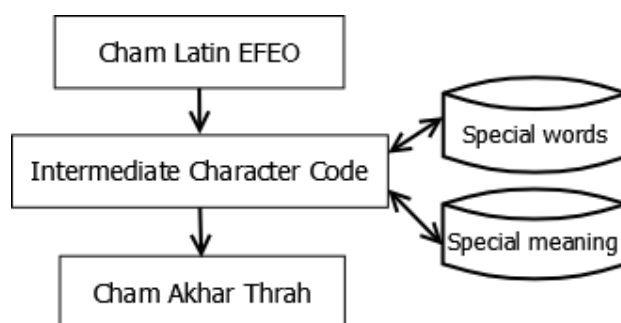 Cham Latin EFEO
Special words
Intermediate Character Code
Special meaning
Cham Akhar Thrah